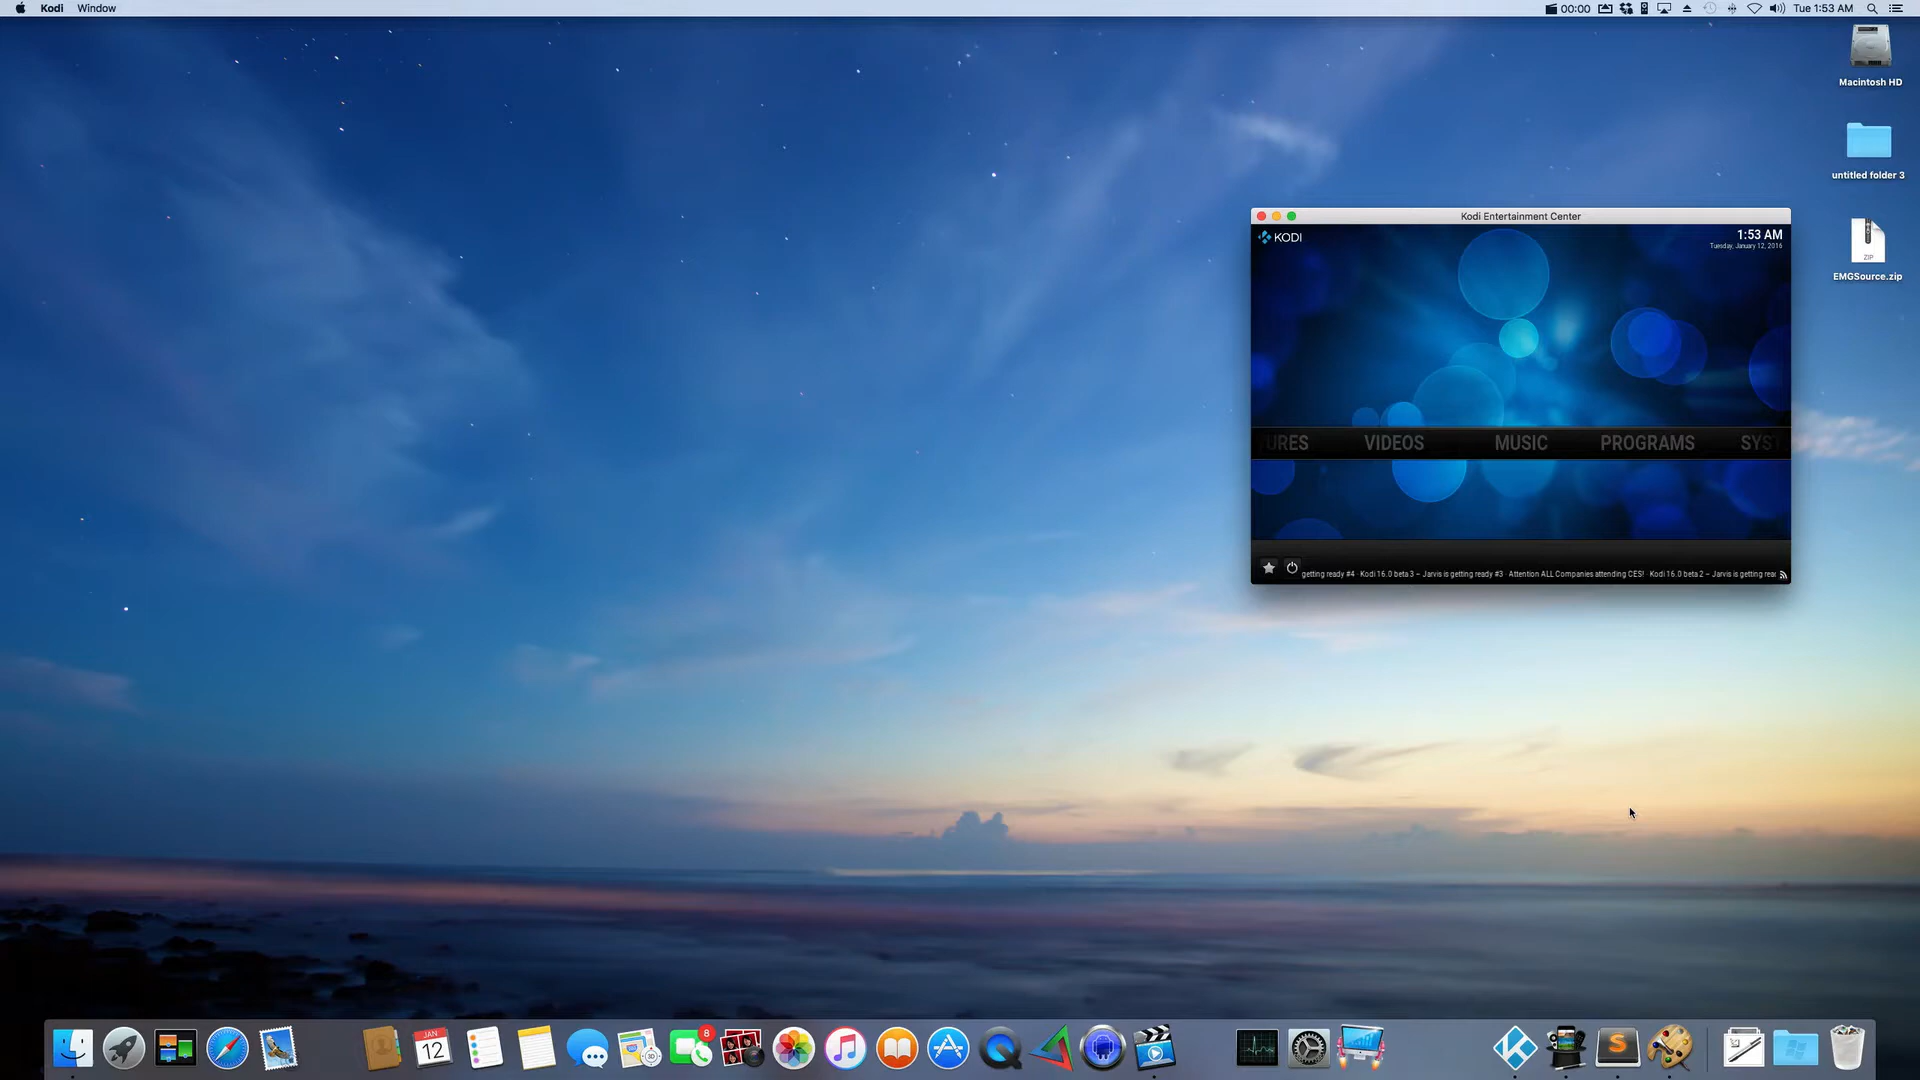 Kodi Window
00:00 Tue 1:53 AM
Macintosh HD
untitled folder 3
ZIP
EMGSource.zip
Kodi Entertainment Center
KODI
1:53 AM
Tuesday, January 12, 2016
URES VIDEOS MUSIC PROGRAMS SYST
getting ready #4 · Kodi 16.0 beta 3 – Jarvis is getting ready #3 · Attention ALL Companies attending CES! · Kodi 16.0 beta 2 – Jarvis is getting rea
JAN
12
3D
8
S